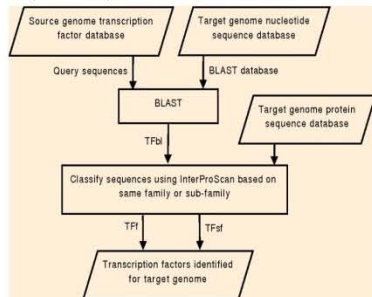 Source genome transcription
factor database
Target genome nucleotide
sequence database
Query sequences
BLAST database
BLAST
Target genome protein
sequence database
TFbl
Classify sequences using InterProScan based on
same family or sub-family
TFf
TFsf
Transcription factors identified
for target genome